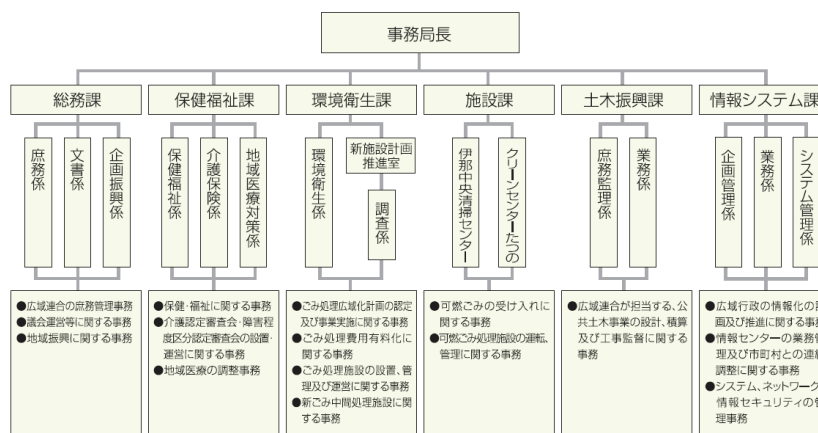 事務局長
総務課
保健福祉課
環境衛生課
施設課
土木振興課
情報システム課
庶務係
文書係
企画振興係
保健福祉係
介護保険係
地域医療対策係
環境衛生係
新施設計画
推進室
調査係
伊那中央清掃センター
クリーンセンターたつの
庶務監理係
業務係
企画管理係
業務係
システム管理係
●広域連合の庶務管理事務
●議会運営等に関する事務
●地域振興に関する事務
●保健・福祉に関する事務
●介護認定審査会・障害程
度区分認定審査会の設置・
運営に関する事務
●地域医療の調整事務
●ごみ処理広域化計画の認定
及び事業実施に関する事務
●ごみ処理費用有料化に
関する事務
●ごみ処理施設の設置、管
理及び運営に関する事務
●新ごみ中間処理施設に関
する事務
●可燃ごみの受け入れに
関する事務
●可燃ごみ処理施設の運転、
管理に関する事務
●広域連合が担当する、公
共土木事業の設計、積算
及び工事監督に関する
事務
●広域行政の情報化の
画及び推進に関する事
●情報センターの業務
理及び市町村との連
調整に関する事務
●システム、ネットワーク
情報セキュリティの
理事務